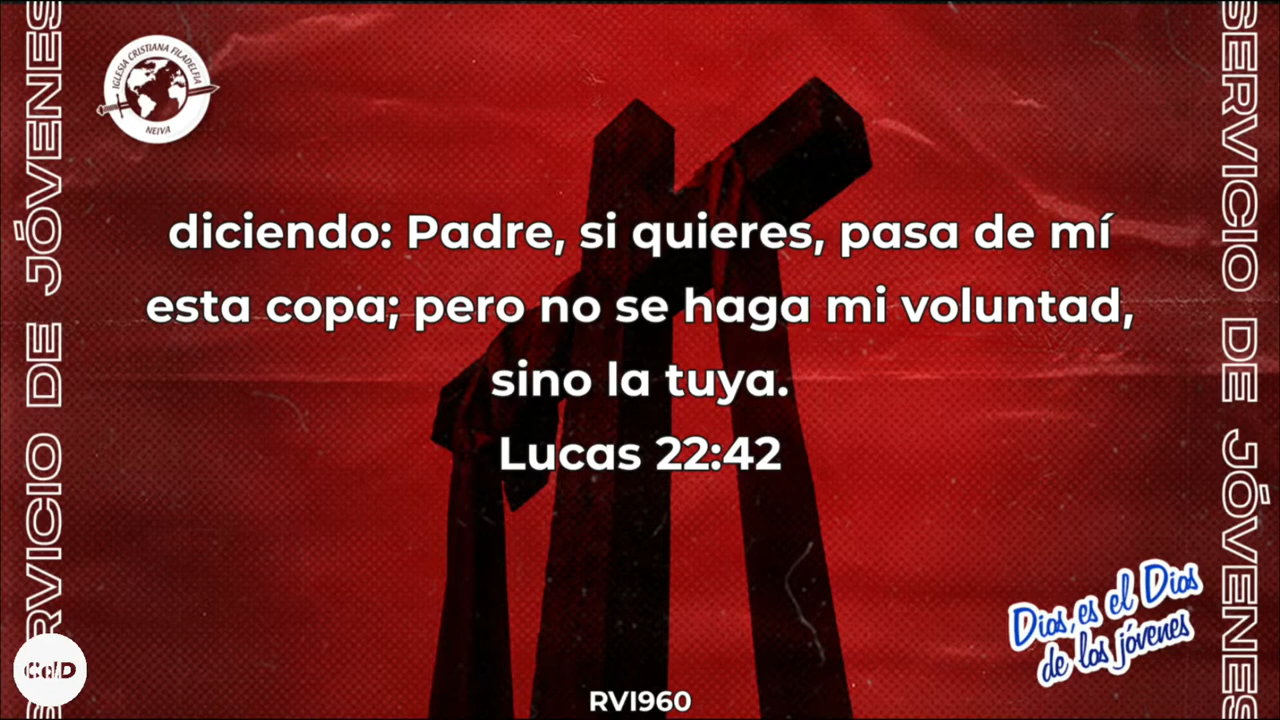 SERVICIO DE JÓVENES
IGLESIA CRISTIANA FILADELFIA
NEIVA
diciendo: Padre, si quieres, pasa de mí
esta copa; pero no se haga mi voluntad,
sino la tuya.
Lucas 22:42
Dios, es el Dios
de los jóvenes
RV1960
SERVICIO DE JÓVENES